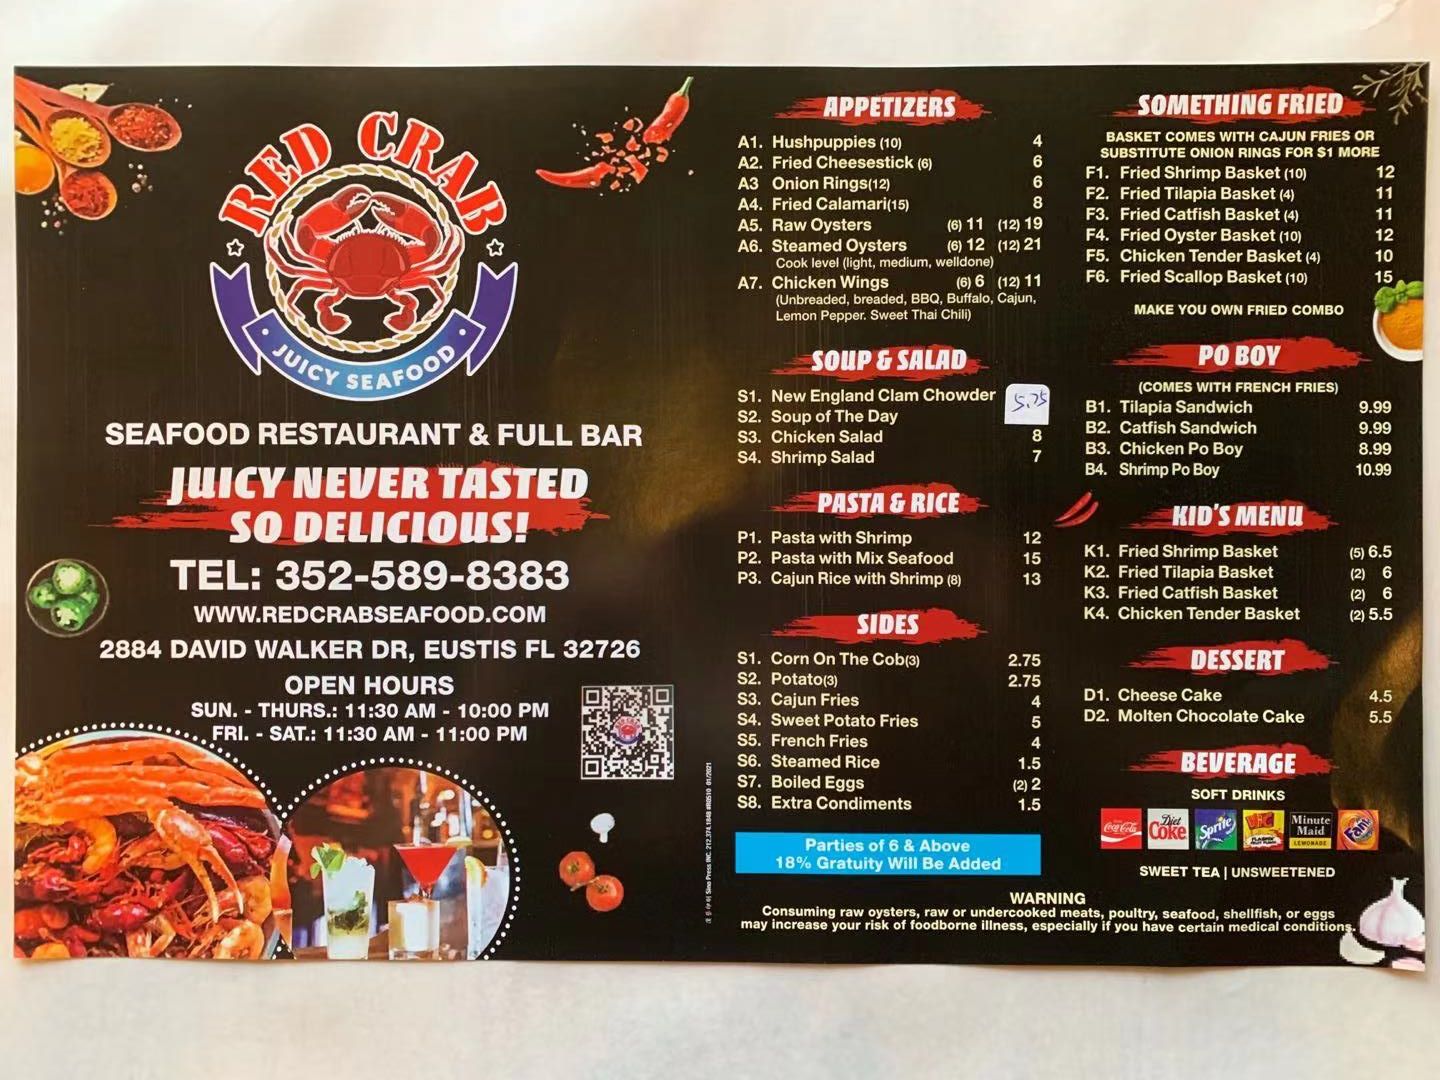 RED CRAB
JUICY SEAFOOD
SEAFOOD RESTAURANT & FULL BAR
JUICY NEVER TASTED
SO DELICIOUS!
TEL: 352-589-8383
WWW.REDCRABSEAFOOD.COM
2884 DAVID WALKER DR, EUSTIS FL 32726
OPEN HOURS
SUN. - THURS.: 11:30 AM - 10:00 PM
FRI. - SAT.: 11:30 AM - 11:00 PM
RED CRAB
Sino Press INC. 212.374.1848 #R0510 01/2021
APPETIZERS
A1. Hushpuppies (10) 4
A2. Fried Cheesestick (6) 6
A3 Onion Rings(12) 6
A4. Fried Calamari(15) 8
A5. Raw Oysters (6) 11 (12) 19
A6. Steamed Oysters (6) 12 (12) 21
Cook level (light, medium, welldone)
A7. Chicken Wings (6) 6 (12) 11
(Unbreaded, breaded, BBQ, Buffalo, Cajun,
Lemon Pepper. Sweet Thai Chili)
SOUP & SALAD
S1. New England Clam Chowder 5.75
S2. Soup of The Day
S3. Chicken Salad 8
S4. Shrimp Salad 7
PASTA & RICE
P1. Pasta with Shrimp 12
P2. Pasta with Mix Seafood 15
P3. Cajun Rice with Shrimp (8) 13
SIDES
S1. Corn On The Cob(3) 2.75
S2. Potato(3) 2.75
S3. Cajun Fries 4
S4. Sweet Potato Fries 5
S5. French Fries 4
S6. Steamed Rice 1.5
S7. Boiled Eggs (2) 2
S8. Extra Condiments 1.5
Parties of 6 & Above
18% Gratuity Will Be Added
SOMETHING FRIED
BASKET COMES WITH CAJUN FRIES OR
SUBSTITUTE ONION RINGS FOR $1 MORE
F1. Fried Shrimp Basket (10) 12
F2. Fried Tilapia Basket (4) 11
F3. Fried Catfish Basket (4) 11
F4. Fried Oyster Basket (10) 12
F5. Chicken Tender Basket (4) 10
F6. Fried Scallop Basket (10) 15
MAKE YOU OWN FRIED COMBO
PO BOY
(COMES WITH FRENCH FRIES)
B1. Tilapia Sandwich 9.99
B2. Catfish Sandwich 9.99
B3. Chicken Po Boy 8.99
B4. Shrimp Po Boy 10.99
KID'S MENU
K1. Fried Shrimp Basket (5) 6.5
K2. Fried Tilapia Basket (2) 6
K3. Fried Catfish Basket (2) 6
K4. Chicken Tender Basket (2) 5.5
DESSERT
D1. Cheese Cake 4.5
D2. Molten Chocolate Cake 5.5
BEVERAGE
SOFT DRINKS
Coca-Cola Diet Coke Sprite Hi-C Minute Maid LEMONADE Fanta
SWEET TEA | UNSWEETENED
WARNING
Consuming raw oysters, raw or undercooked meats, poultry, seafood, shellfish, or eggs
may increase your risk of foodborne illness, especially if you have certain medical conditions.